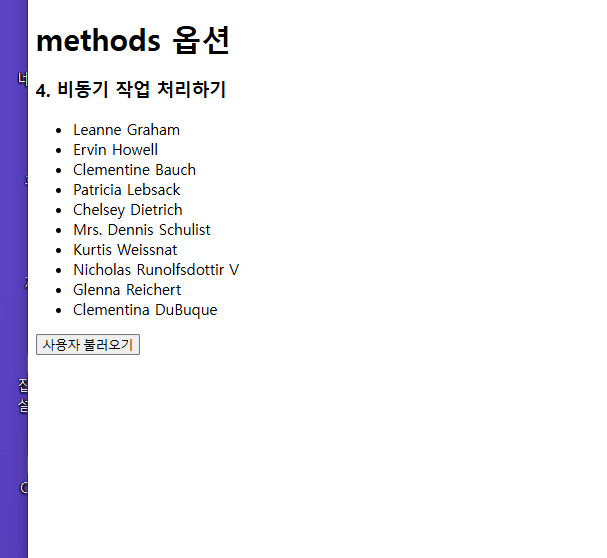 methods 옵션
4. 비동기 작업 처리하기
Leanne Graham
Ervin Howell
Clementine Bauch
Patricia Lebsack
Chelsey Dietrich
Mrs. Dennis Schulist
Kurtis Weissnat
Nicholas Runolfsdottir V
Glenna Reichert
Clementina DuBuque
사용자 불러오기